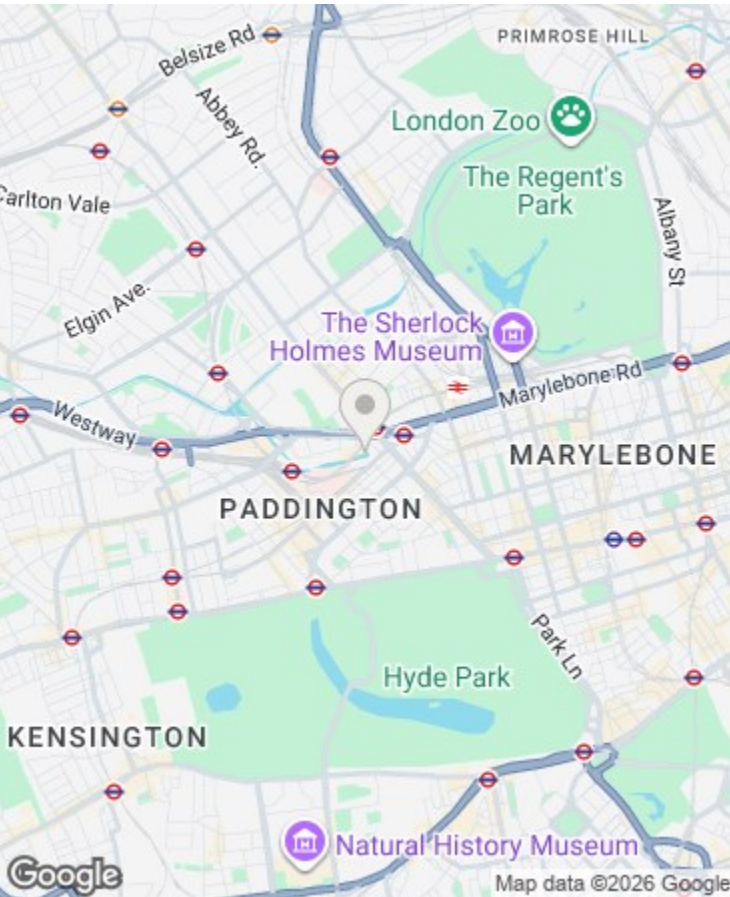 PRIMROSE HILL
Belsize Rd
Abbey Rd.
London Zoo
The Regent's
Park
Carlton Vale
Albany St
Elgin Ave.
The Sherlock
Holmes Museum
Marylebone Rd
Westway
MARYLEBONE
PADDINGTON
Park Ln
Hyde Park
KENSINGTON
Natural History Museum
Google
Map data ©2026 Google